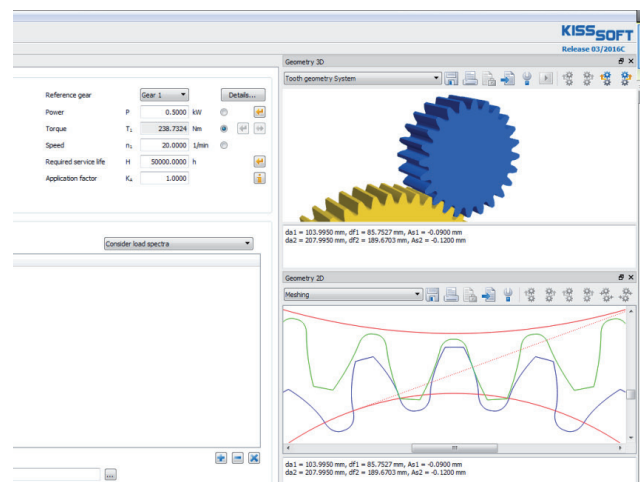 KISSSOFT
Release 03/2016C
Geometry 3D
Tooth geometry System
Reference gear Gear 1 Details...
Power P 0.5000 kW
Torque T₁ 238.7324 Nm
Speed n₁ 20.0000 1/min
Required service life H 50000.0000 h
Application factor Kₐ 1.0000
da1 = 103.9950 mm, df1 = 85.7527 mm, As1 = -0.0900 mm
da2 = 207.9950 mm, df2 = 189.6703 mm, As2 = -0.1200 mm
Consider load spectra
Geometry 2D
Meshing
da1 = 103.9950 mm, df1 = 85.7527 mm, As1 = -0.0900 mm
da2 = 207.9950 mm, df2 = 189.6703 mm, As2 = -0.1200 mm
...